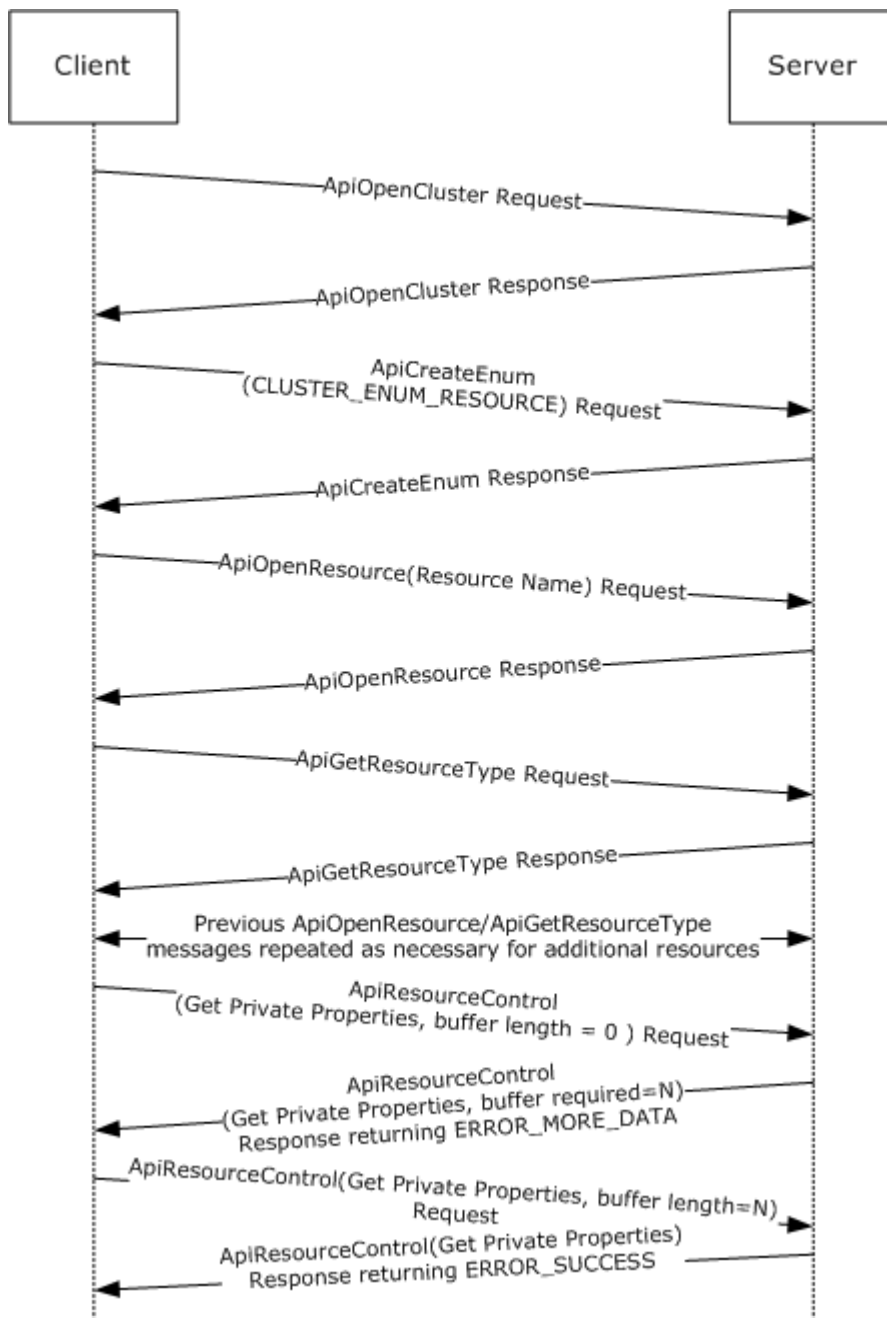 Client
Server
ApiOpenCluster Request
ApiOpenCluster Response
ApiCreateEnum
(CLUSTER_ENUM_RESOURCE) Request
ApiCreateEnum Response
ApiOpenResource(Resource Name) Request
ApiOpenResource Response
ApiGetResourceType Request
ApiGetResourceType Response
Previous ApiOpenResource/ApiGetResourceType
messages repeated as necessary for additional resources
ApiResourceControl
(Get Private Properties, buffer length = 0 ) Request
ApiResourceControl
(Get Private Properties, buffer required=N)
Response returning ERROR_MORE_DATA
ApiResourceControl(Get Private Properties, buffer length=N)
Request
ApiResourceControl(Get Private Properties)
Response returning ERROR_SUCCESS